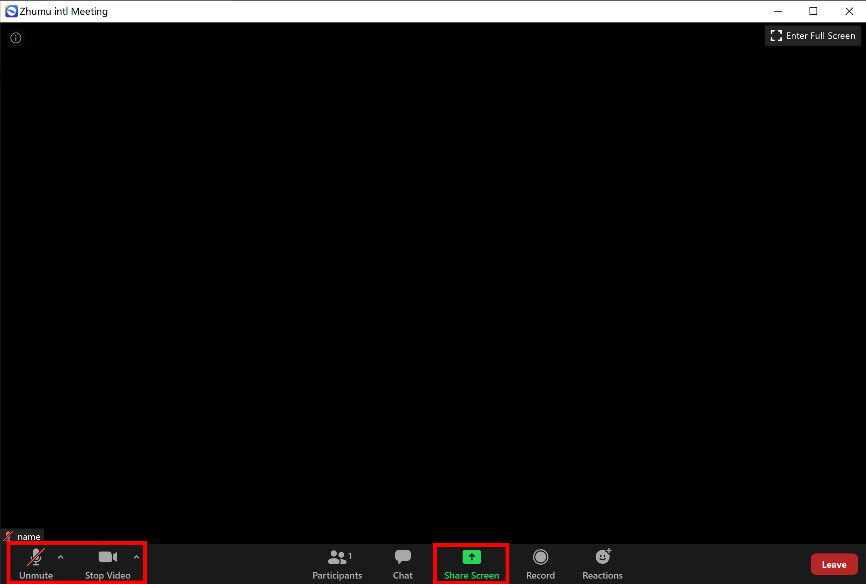 Zhumu intl Meeting
Enter Full Screen
name
1
Unmute
Stop Video
Participants
Chat
Share Screen
Record
Reactions
Leave